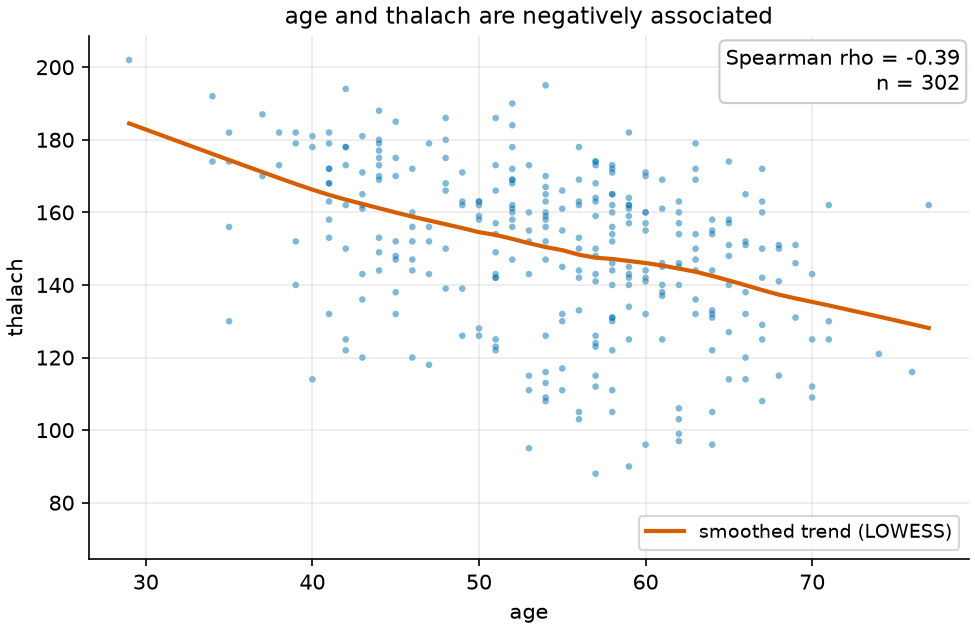 age and thalach are negatively associated
Spearman rho = -0.39
n = 302
200
180
160
140
120
100
80
thalach
30
40
50
60
70
age
smoothed trend (LOWESS)